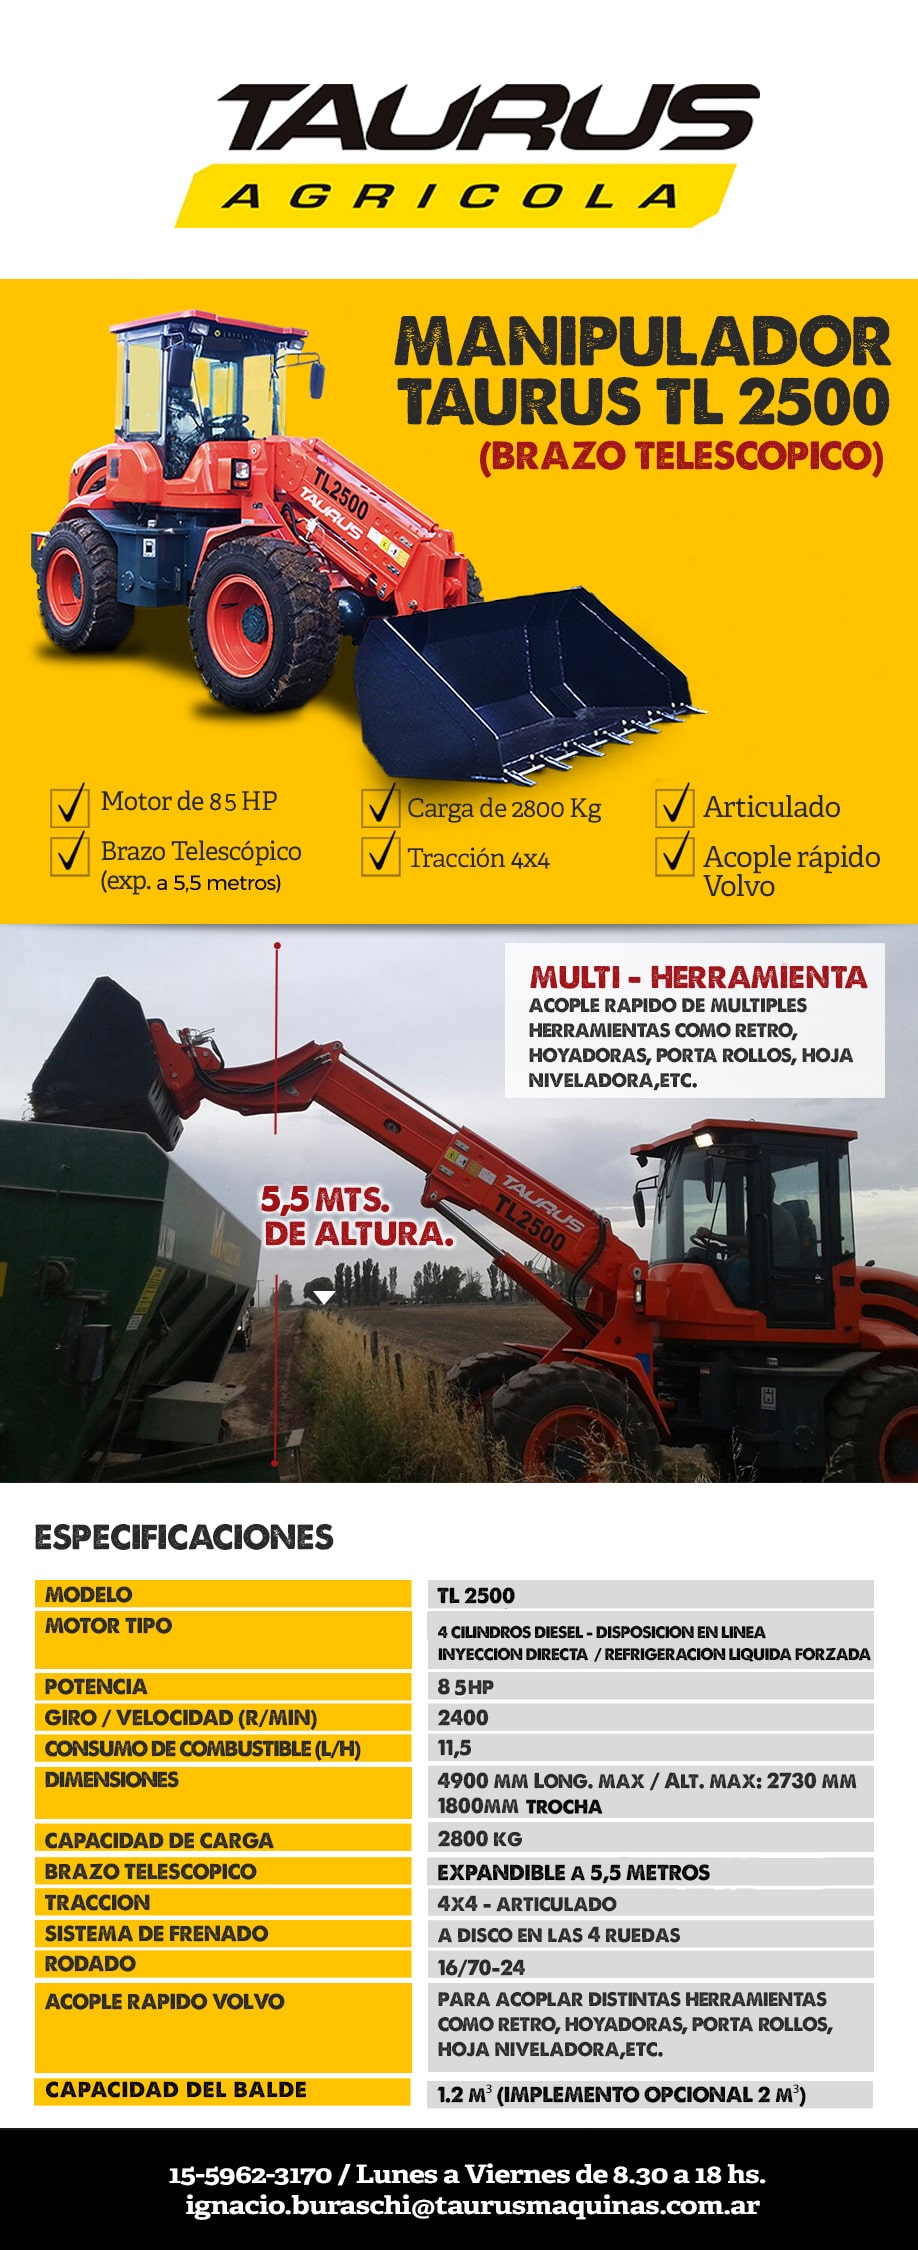 TAURUS
AGRICOLA
MANIPULADOR
TAURUS TL 2500
(BRAZO TELESCOPICO)
TL2500
TAURUS
Motor de 85 HP
Carga de 2800 Kg
Articulado
Brazo Telescópico
(exp. a 5,5 metros)
Tracción 4x4
Acople rápido
Volvo
MULTI - HERRAMIENTA
ACOPLE RAPIDO DE MULTIPLES
HERRAMIENTAS COMO RETRO,
HOYADORAS, PORTA ROLLOS, HOJA
NIVELADORA,ETC.
TAURUS
TL2500
5,5 MTS.
DE ALTURA.
ESPECIFICACIONES
MODELO
TL 2500
MOTOR TIPO
4 CILINDROS DIESEL - DISPOSICION EN LINEA
INYECCION DIRECTA / REFRIGERACION LIQUIDA FORZADA
POTENCIA
85HP
GIRO / VELOCIDAD (R/MIN)
2400
CONSUMO DE COMBUSTIBLE (L/H)
11,5
DIMENSIONES
4900 MM LONG. MAX / ALT. MAX: 2730 MM
1800MM TROCHA
CAPACIDAD DE CARGA
2800 KG
BRAZO TELESCOPICO
EXPANDIBLE A 5,5 METROS
TRACCION
4X4 - ARTICULADO
SISTEMA DE FRENADO
A DISCO EN LAS 4 RUEDAS
RODADO
16/70-24
ACOPLE RAPIDO VOLVO
PARA ACOPLAR DISTINTAS HERRAMIENTAS
COMO RETRO, HOYADORAS, PORTA ROLLOS,
HOJA NIVELADORA,ETC.
CAPACIDAD DEL BALDE
1.2 M³ (IMPLEMENTO OPCIONAL 2 M³)
15-5962-3170 / Lunes a Viernes de 8.30 a 18 hs.
ignacio.buraschi@taurusmaquinas.com.ar